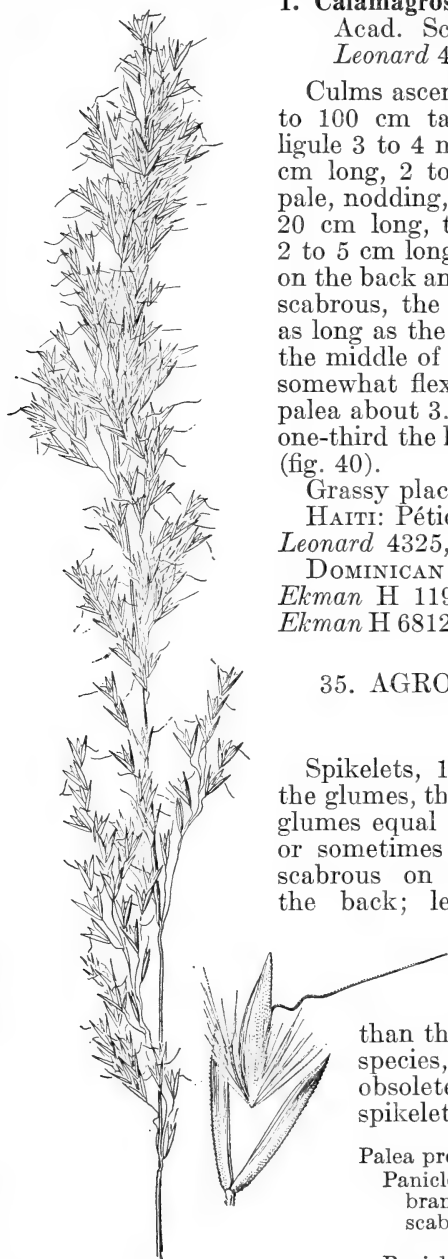 1. Calamagros
Acad. Sc
Leonard 4
Culms ascen
to 100 cm ta
ligule 3 to 4 m
cm long, 2 to
pale, nodding,
20 cm long, t
2 to 5 cm long
on the back an
scabrous, the
as long as the
the middle of
somewhat flex
palea about 3.
one-third the l
(fig. 40).
Grassy plac
HAITI: Pétio
Leonard 4325,
DOMINICAN
Ekman H 119
Ekman H 6812
35. AGRO
Spikelets, 1
the glumes, th
glumes equal
or sometimes
scabrous on
the back; le
than th
species,
obsolete
spikelet
Palea pre
Panicl
bran
scab